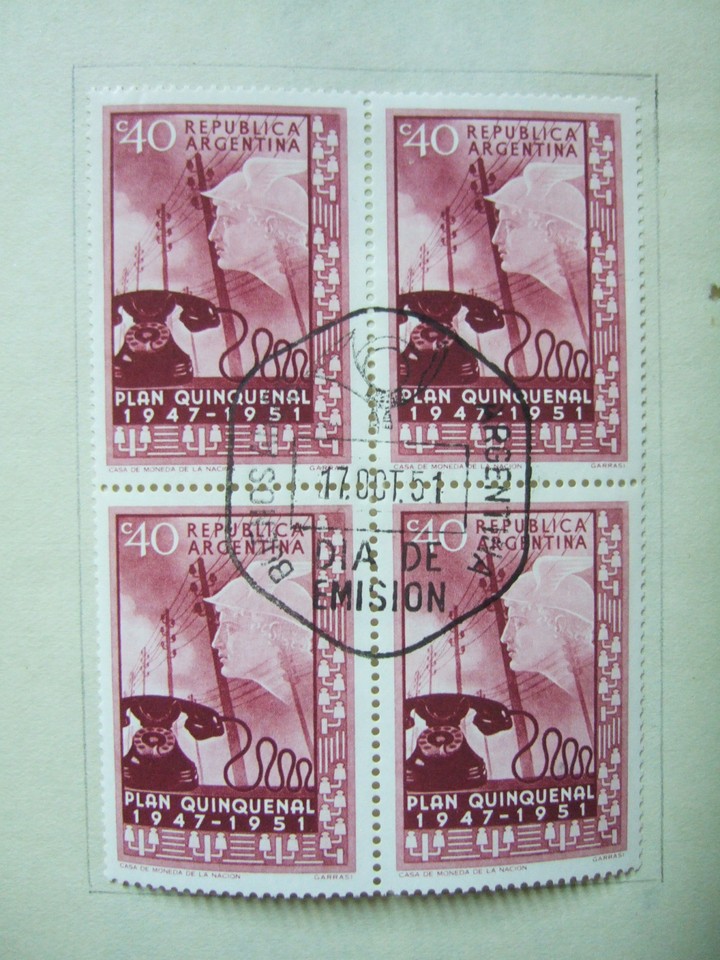 c40 REPUBLICA
ARGENTINA
PLAN QUINQUENAL
1947-1951
CASA DE MONEDA DE LA NACION GARRASI
c40 REPUBLICA
ARGENTINA
PLAN QUINQUENAL
1947-1951
CASA DE MONEDA DE LA NACION GARRASI
ARGENTINA
17.OCT.51
DIA DE
EMISION
c40 REPUBLICA
ARGENTINA
PLAN QUINQUENAL
1947-1951
CASA DE MONEDA DE LA NACION GARRASI
c40 REPUBLICA
ARGENTINA
PLAN QUINQUENAL
1947-1951
CASA DE MONEDA DE LA NACION GARRASI